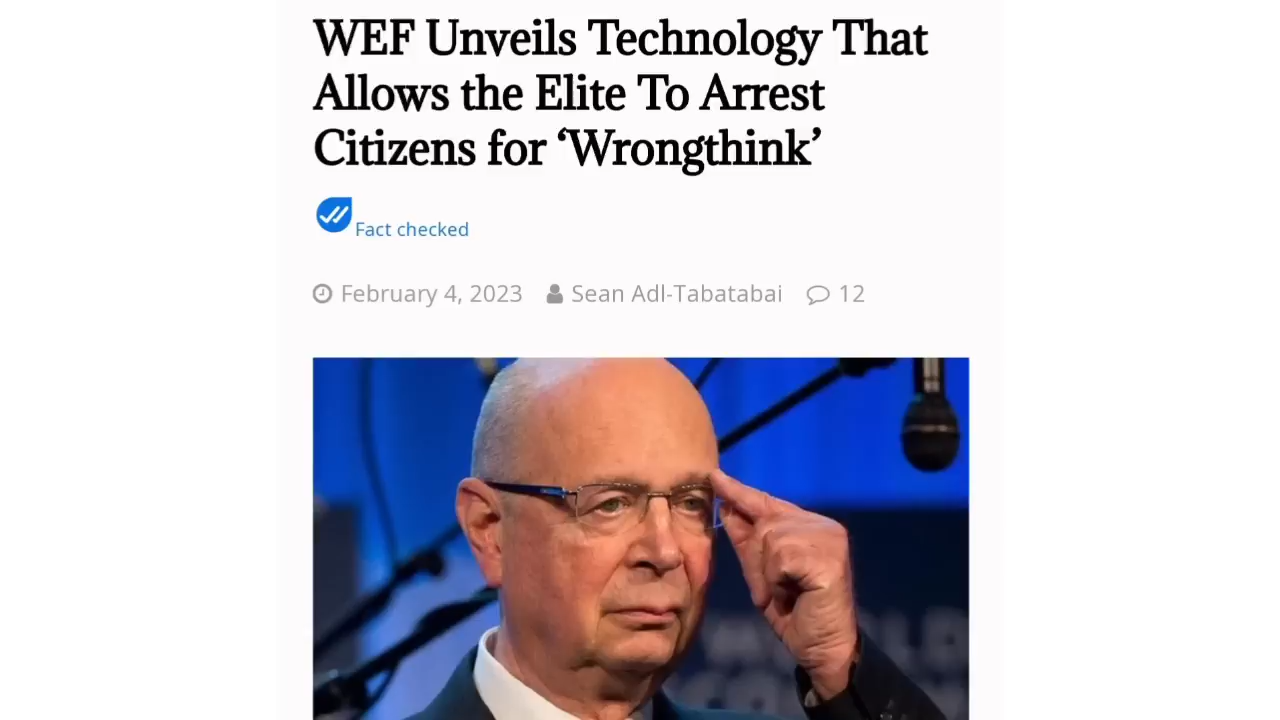 WEF Unveils Technology That
Allows the Elite To Arrest
Citizens for ‘Wrongthink’
Fact checked
February 4, 2023 Sean Adl-Tabatabai 12